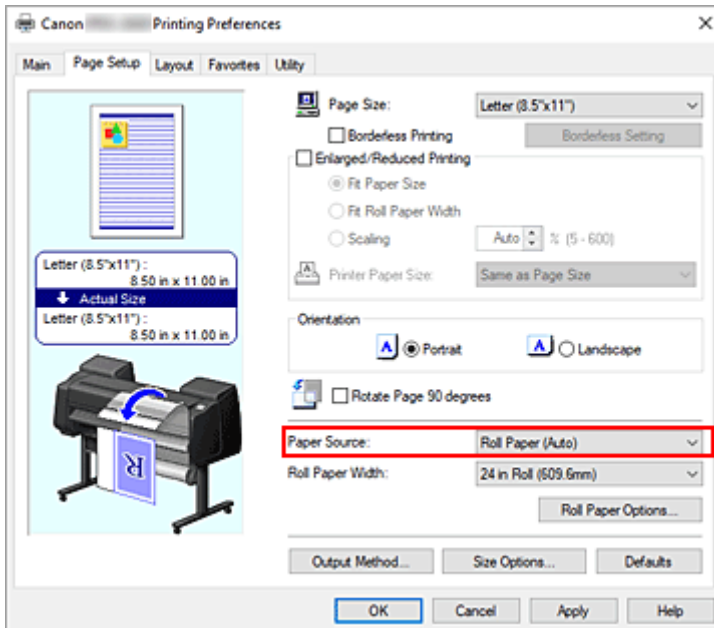 Canon Printing Preferences
Main Page Setup Layout Favorites Utility
Page Size: Letter (8.5"x11")
Borderless Printing Borderless Setting
Enlarged/Reduced Printing
Fit Paper Size
Fit Roll Paper Width
Scaling Auto % (5 - 600)
Printer Paper Size: Same as Page Size
Letter (8.5"x11") :
8.50 in x 11.00 in
Actual Size
Letter (8.5"x11") :
8.50 in x 11.00 in
Orientation
A Portrait A Landscape
Rotate Page 90 degrees
Paper Source: Roll Paper (Auto)
Roll Paper Width: 24 in Roll (609.6mm)
Roll Paper Options...
R
Output Method... Size Options... Defaults
OK Cancel Apply Help